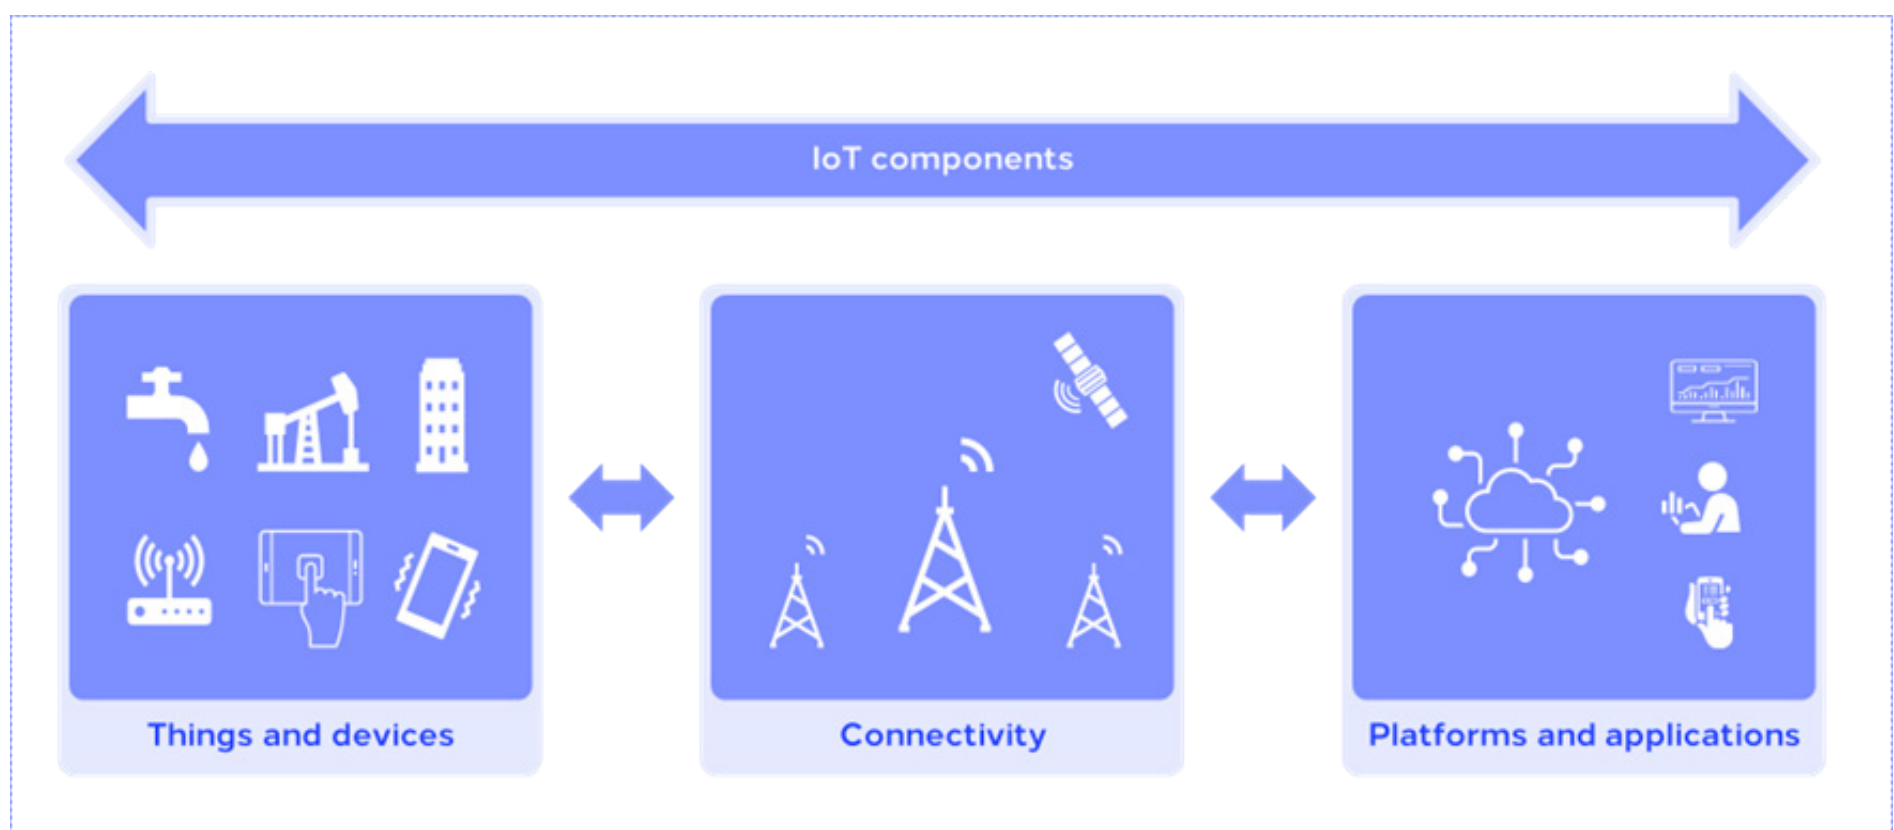 IoT components
Things and devices
Connectivity
Platforms and applications